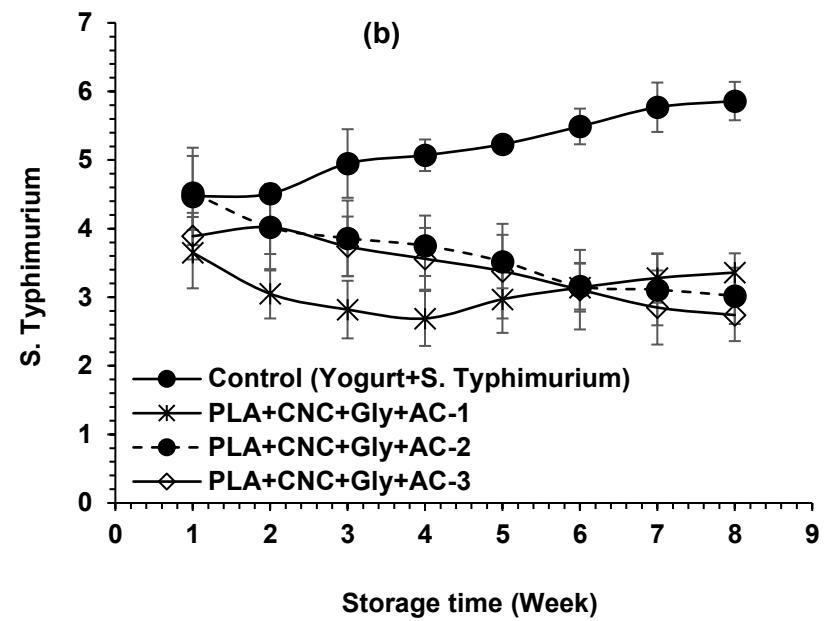 (b)
7
6
5
4
3
2
1
0
S. Typhimurium
Control (Yogurt+S. Typhimurium)
PLA+CNC+Gly+AC-1
PLA+CNC+Gly+AC-2
PLA+CNC+Gly+AC-3
0 1 2 3 4 5 6 7 8 9
Storage time (Week)